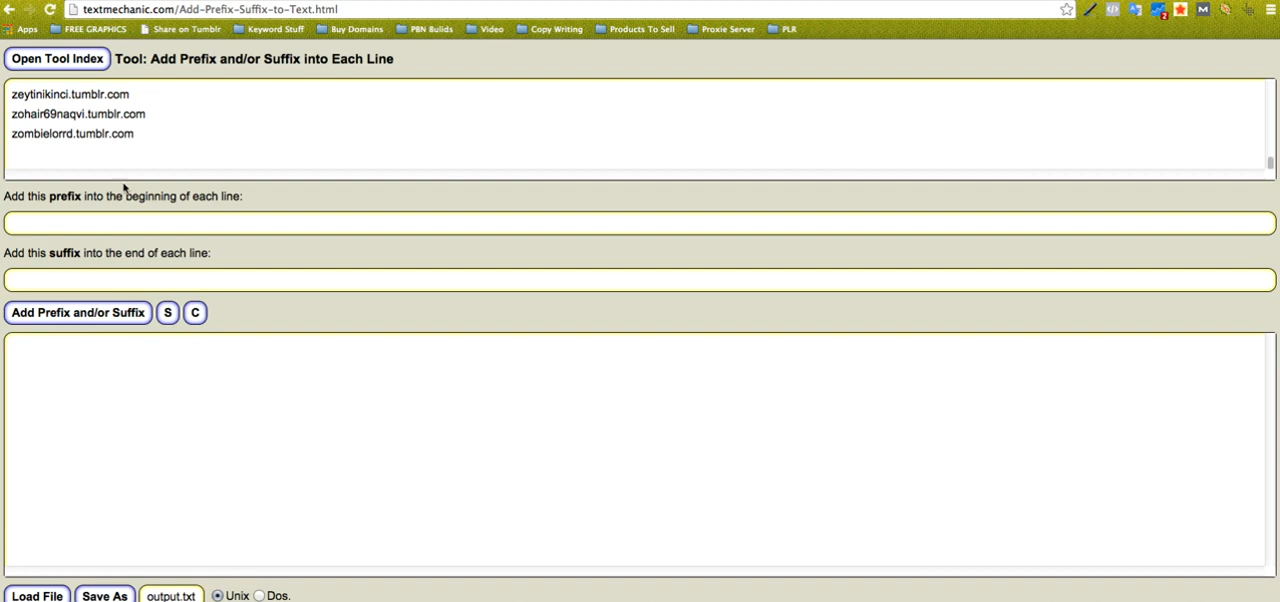 textmechanic.com/Add-Prefix-Suffix-to-Text.html
Apps FREE GRAPHICS Share on Tumblr Keyword Stuff Buy Domains PBN Builds Video Copy Writing Products To Sell Proxie Server PLR
Open Tool Index Tool: Add Prefix and/or Suffix into Each Line
zeytinikinci.tumblr.com
zohair69naqvi.tumblr.com
zombielorrd.tumblr.com
Add this prefix into the beginning of each line:
Add this suffix into the end of each line:
Add Prefix and/or Suffix S C
Load File Save As output.txt Unix Dos.